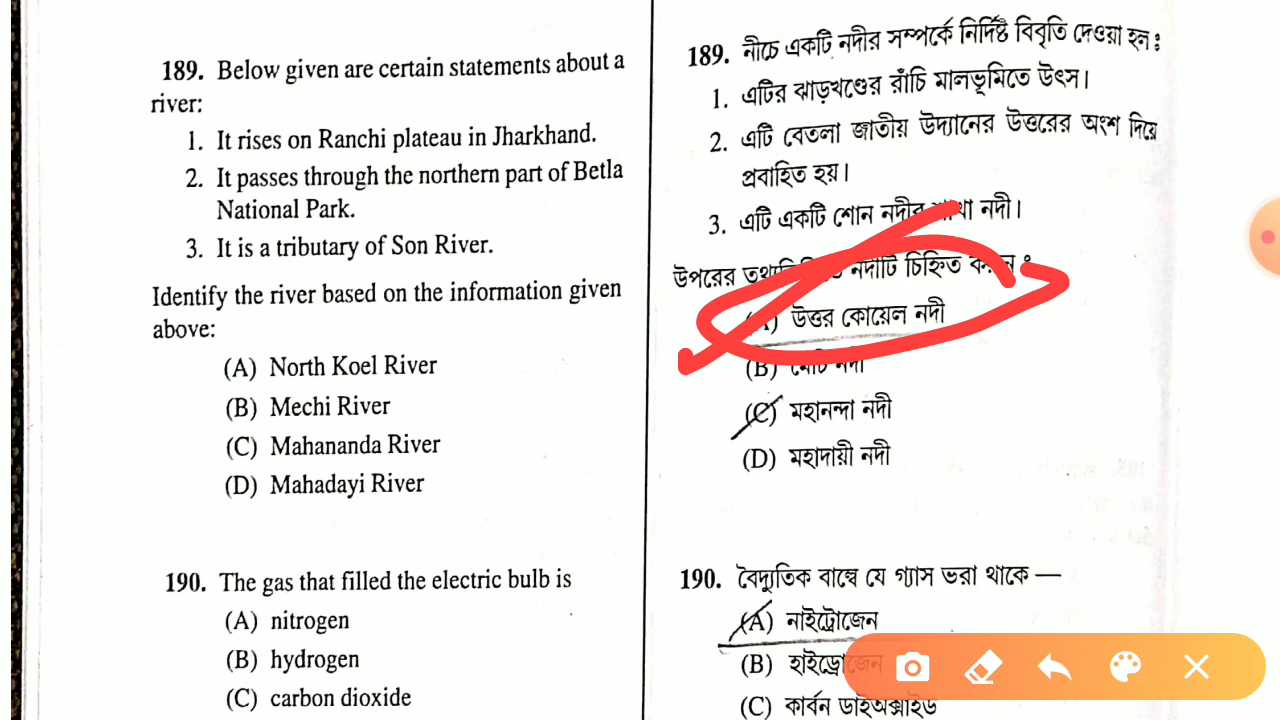 189. Below given are certain statements about a
river:
1. It rises on Ranchi plateau in Jharkhand.
2. It passes through the northern part of Betla
National Park.
3. It is a tributary of Son River.
Identify the river based on the information given
above:
(A) North Koel River
(B) Mechi River
(C) Mahananda River
(D) Mahadayi River
190. The gas that filled the electric bulb is
(A) nitrogen
(B) hydrogen
(C) carbon dioxide
189. নীচে একটি নদীর সম্পর্কে নির্দিষ্ট বিবৃতি দেওয়া হল :
1. এটির ঝাড়খণ্ডের রাঁচি মালভূমিতে উৎস।
2. এটি বেতলা জাতীয় উদ্যানের উত্তরের অংশ দিয়ে
প্রবাহিত হয়।
3. এটি একটি শোন নদীর নদী।
উপরের নদীটি চিহ্নিত :
(A) উত্তর কোয়েল নদী
(B) নদী
(C) মহানন্দা নদী
(D) মহাদায়ী নদী
190. বৈদ্যুতিক বাল্বে যে গ্যাস ভরা থাকে —
(A) নাইট্রোজেন
(B) হাইড্রোজেন
(C) কার্বন ডাইঅক্সাইড